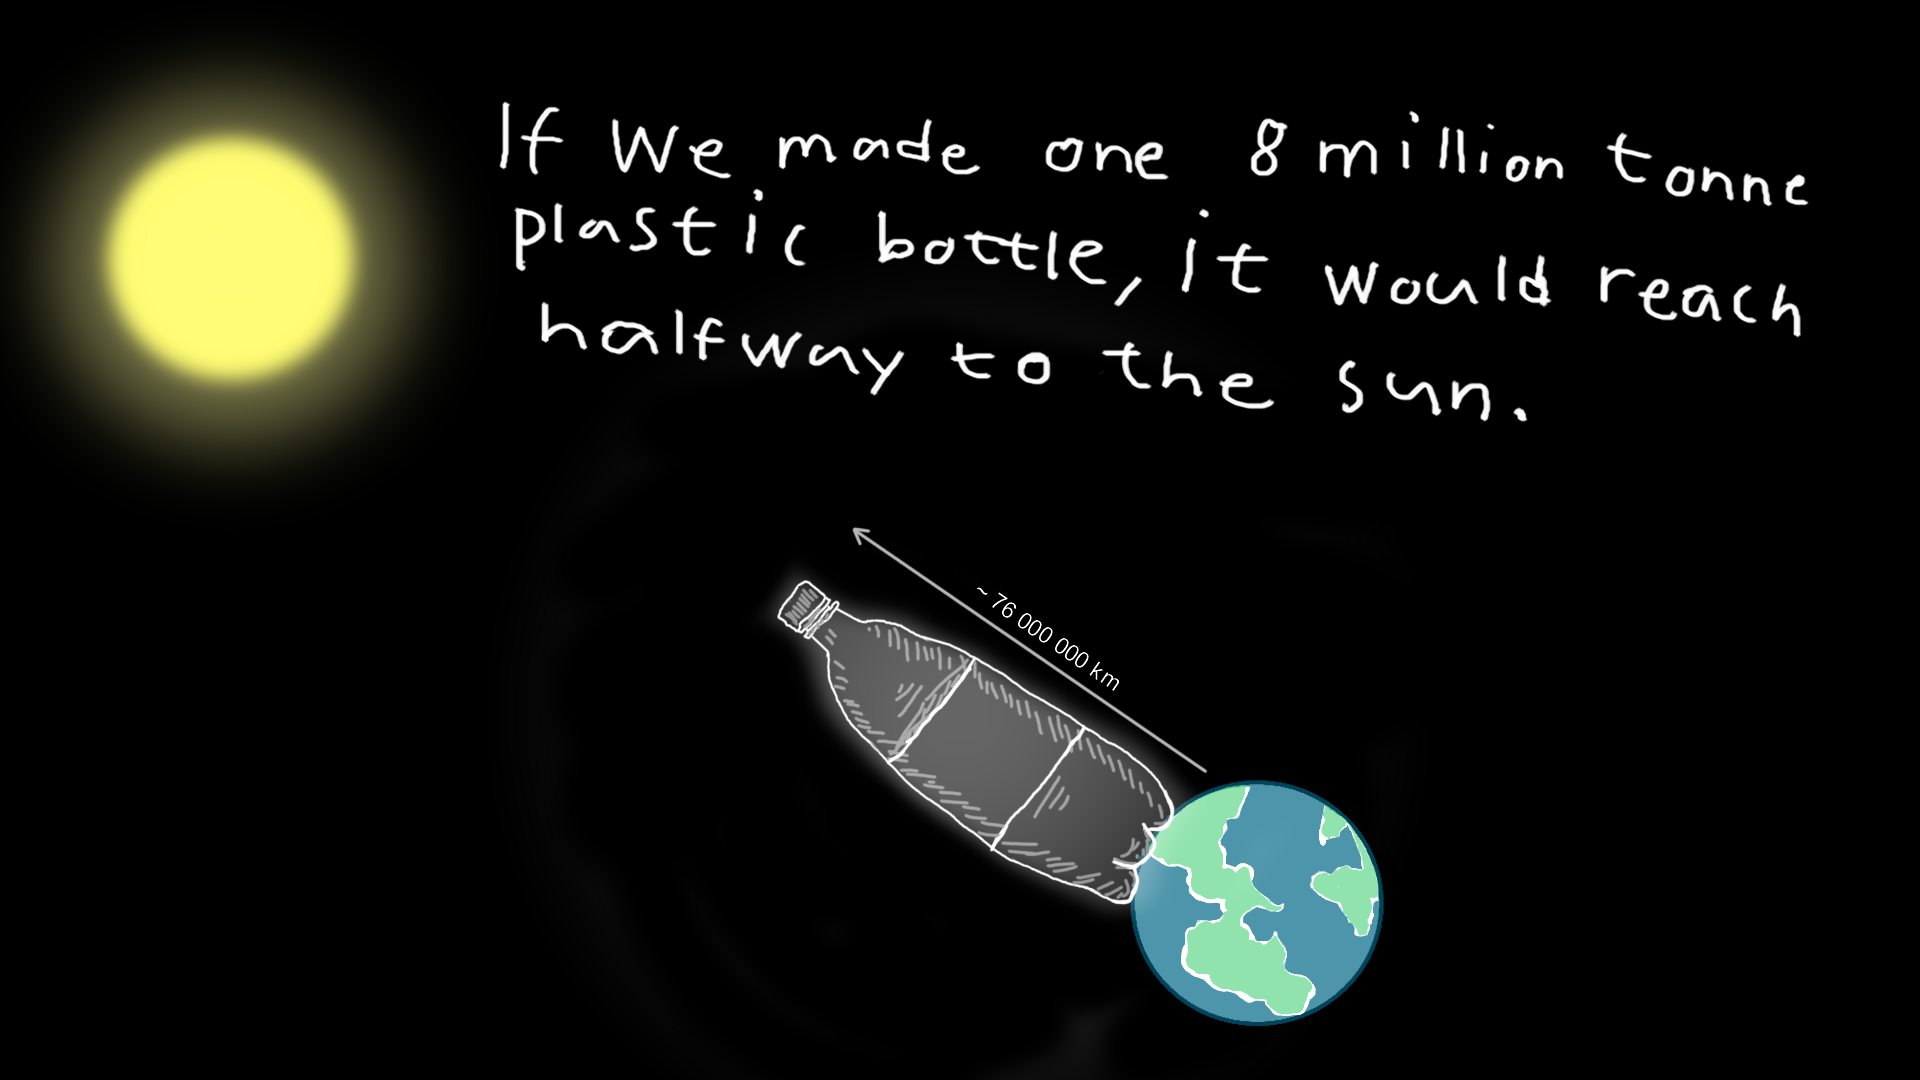 If We made one 8 million tonne
plastic bottle, it would reach
halfway to the sun.
~ 76 000 000 km